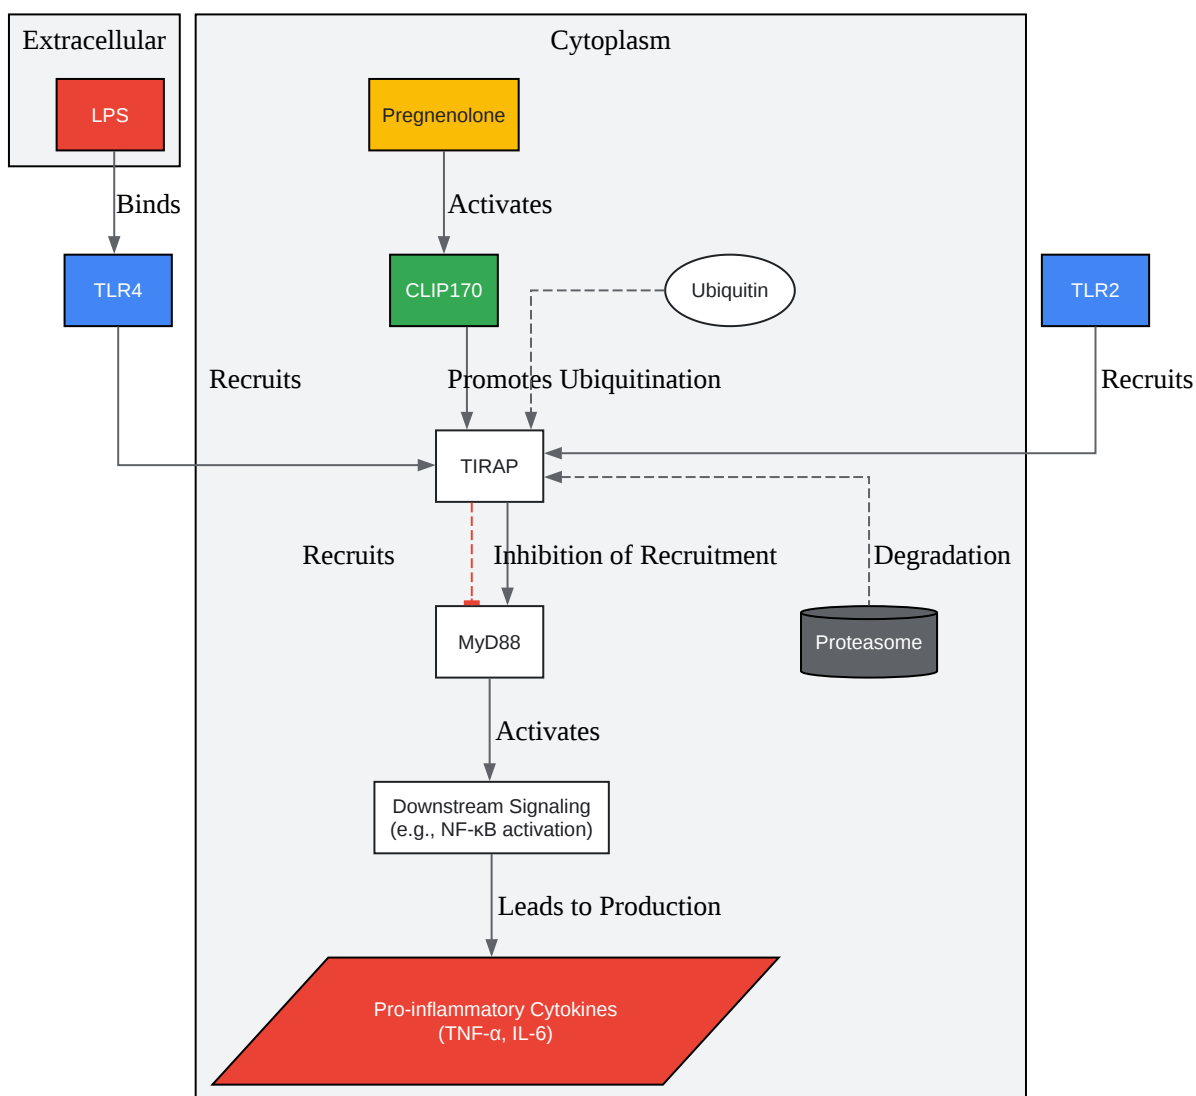 Extracellular
Cytoplasm
LPS
Pregnenolone
Binds
Activates
TLR4
CLIP170
Ubiquitin
TLR2
Recruits
Promotes Ubiquitination
Recruits
TIRAP
Recruits
Inhibition of Recruitment
Degradation
MyD88
Proteasome
Activates
Downstream Signaling
(e.g., NF-κB activation)
Leads to Production
Pro-inflammatory Cytokines
(TNF-α, IL-6)